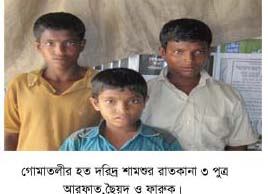 গোমাতলীর হত দরিদ্র শামশুর রাতকানা ৩ পুত্র
আরফাত,ছৈয়দ ও ফারুক।